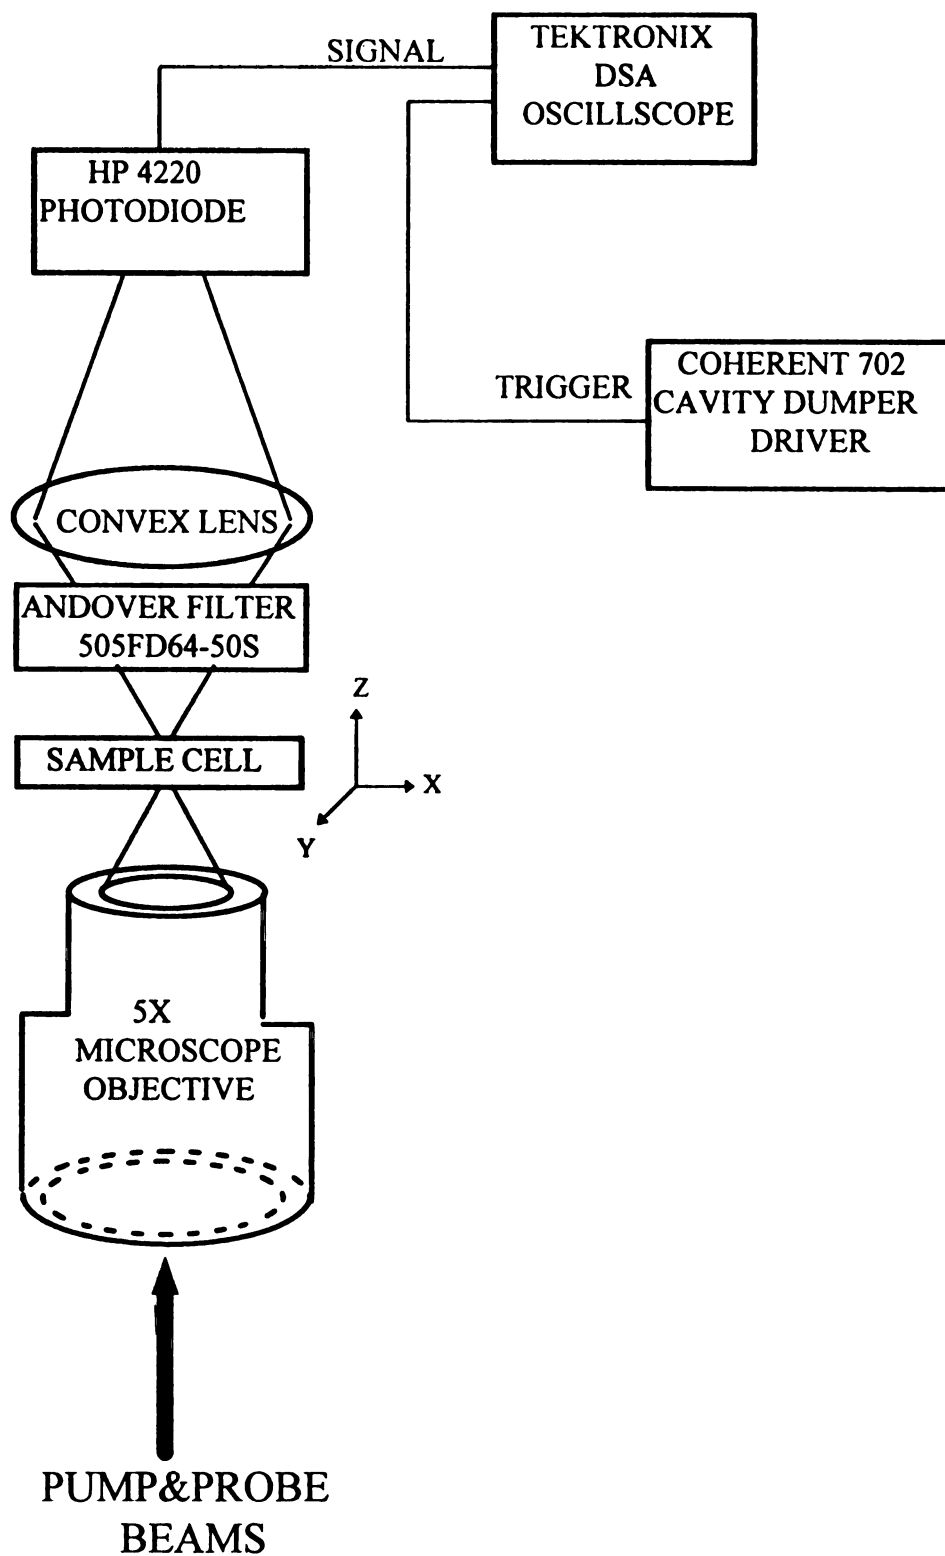 SIGNAL
TEKTRONIX
DSA
OSCILLSCOPE
HP 4220
PHOTODIODE
TRIGGER
COHERENT 702
CAVITY DUMPER
DRIVER
CONVEX LENS
ANDOVER FILTER
505FD64-50S
SAMPLE CELL
Z
X
Y
5X
MICROSCOPE
OBJECTIVE
PUMP&PROBE
BEAMS